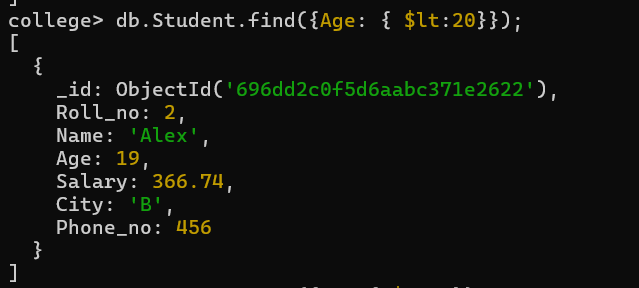 college> db.Student.find({Age: { $lt:20}});
[
  {
    _id: ObjectId('696dd2c0f5d6aabc371e2622'),
    Roll_no: 2,
    Name: 'Alex',
    Age: 19,
    Salary: 366.74,
    City: 'B',
    Phone_no: 456
  }
]